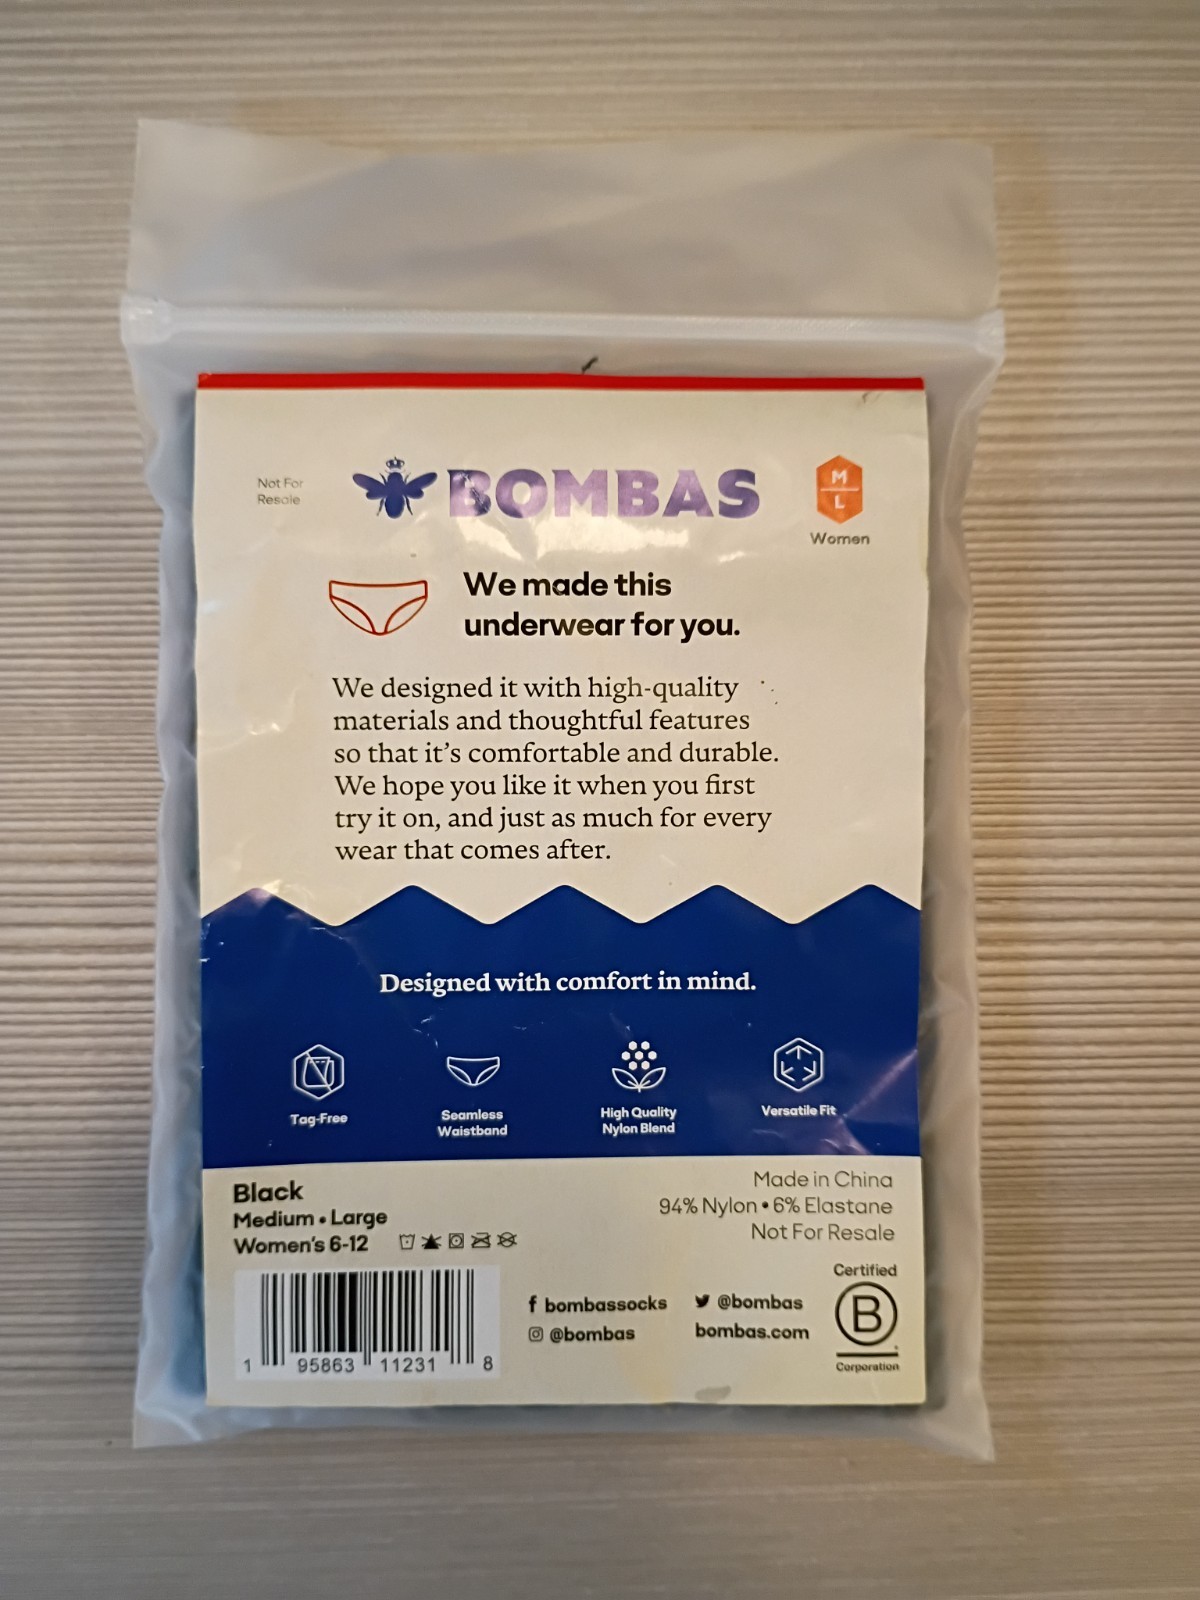 Not For
Resale
BOMBAS
M
L
Women
We made this
underwear for you.
We designed it with high-quality
materials and thoughtful features
so that it's comfortable and durable.
We hope you like it when you first
try it on, and just as much for every
wear that comes after.
Designed with comfort in mind.
Tag-Free
Seamless
Waistband
High Quality
Nylon Blend
Versatile Fit
Black
Medium • Large
Women's 6-12
Made in China
94% Nylon • 6% Elastane
Not For Resale
1 95863 11231 8
f bombassocks
@bombas
@bombas
bombas.com
Certified
B
Corporation